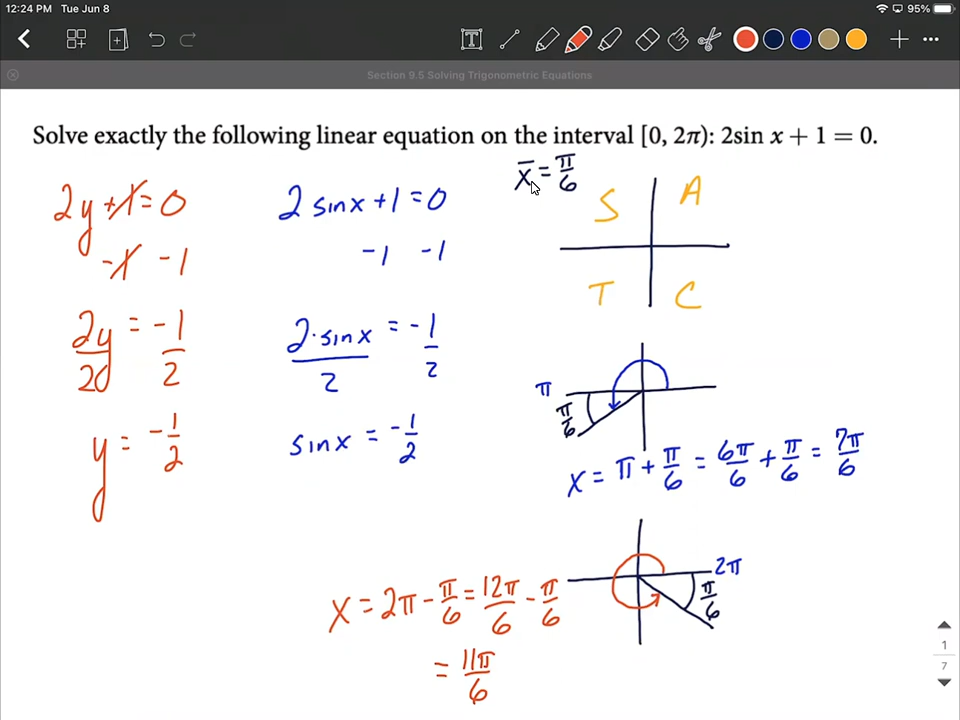 12:24 PM Tue Jun 8
95%
Section 9.5 Solving Trigonometric Equations
Solve exactly the following linear equation on the interval [0, 2π): 2sin x + 1 = 0.
x̄ = π/6
2y + 1 = 0
-1 -1
2y/2 = -1/2
y = -1/2
2 sinx + 1 = 0
-1 -1
2·sinx/2 = -1/2
sinx = -1/2
S A
T C
π
π/6
x = π + π/6 = 6π/6 + π/6 = 7π/6
2π
π/6
x = 2π - π/6 = 12π/6 - π/6
= 11π/6
1
7